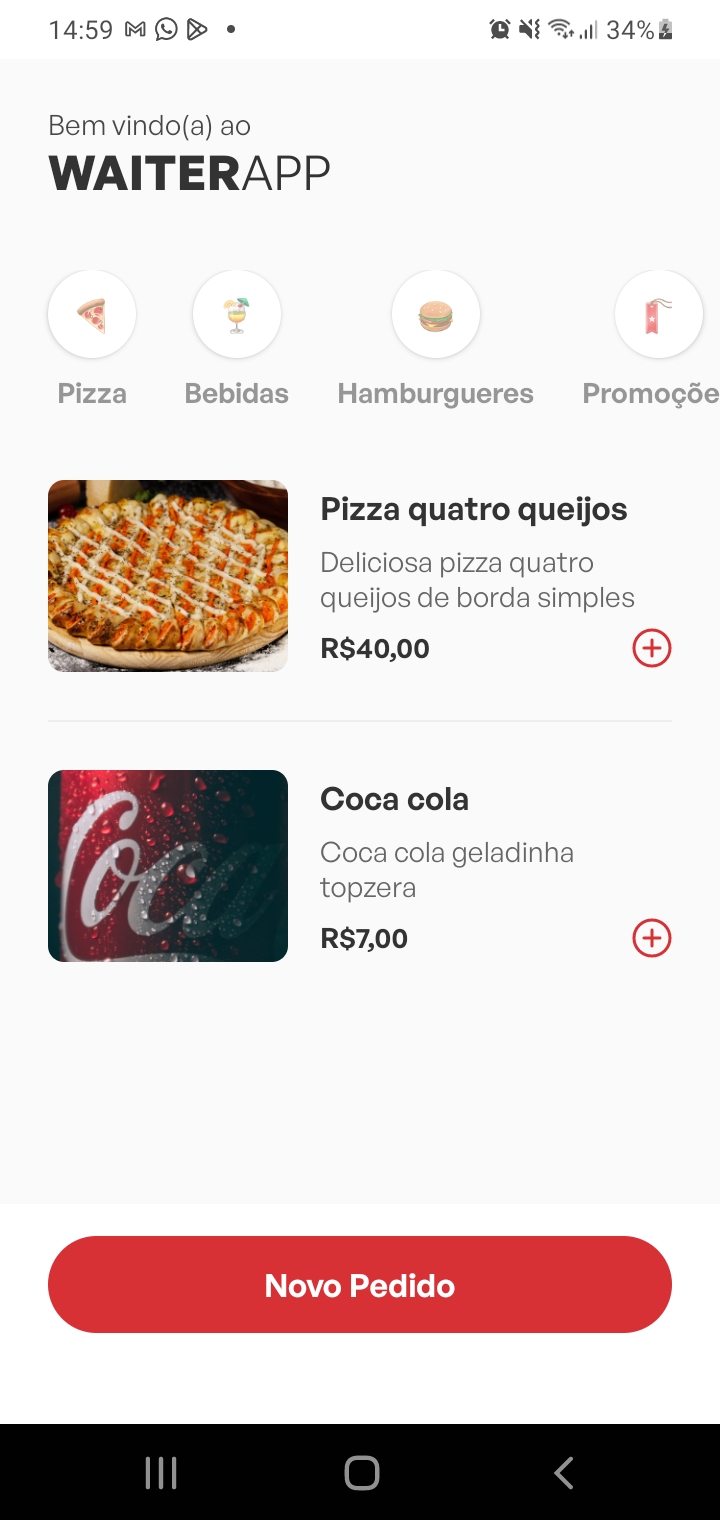 14:59
34%
Bem vindo(a) ao
WAITERAPP
Pizza Bebidas Hamburgueres Promoçõe
Pizza quatro queijos
Deliciosa pizza quatro
queijos de borda simples
R$40,00
Coca
Coca cola
Coca cola geladinha
topzera
R$7,00
Novo Pedido